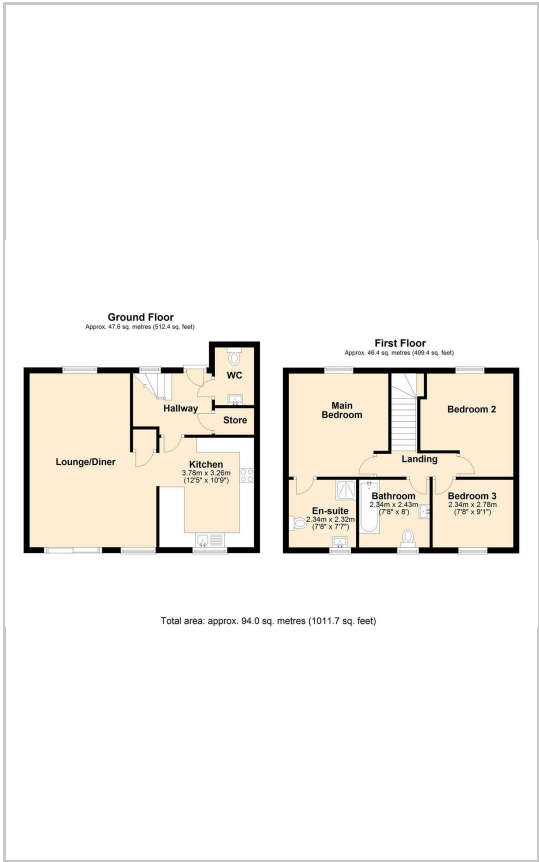 Ground Floor
Approx. 47.6 sq. metres (512.4 sq. feet)
WC
Hallway
Store
Lounge/Diner
Kitchen
3.78m x 3.26m
(12'5" x 10'9")
First Floor
Approx. 46.4 sq. metres (499.4 sq. feet)
Main
Bedroom
Bedroom 2
Landing
En-suite
2.34m x 2.32m
(7'8" x 7'7")
Bathroom
2.34m x 2.43m
(7'8" x 8')
Bedroom 3
2.34m x 2.78m
(7'8" x 9'1")
Total area: approx. 94.0 sq. metres (1011.7 sq. feet)